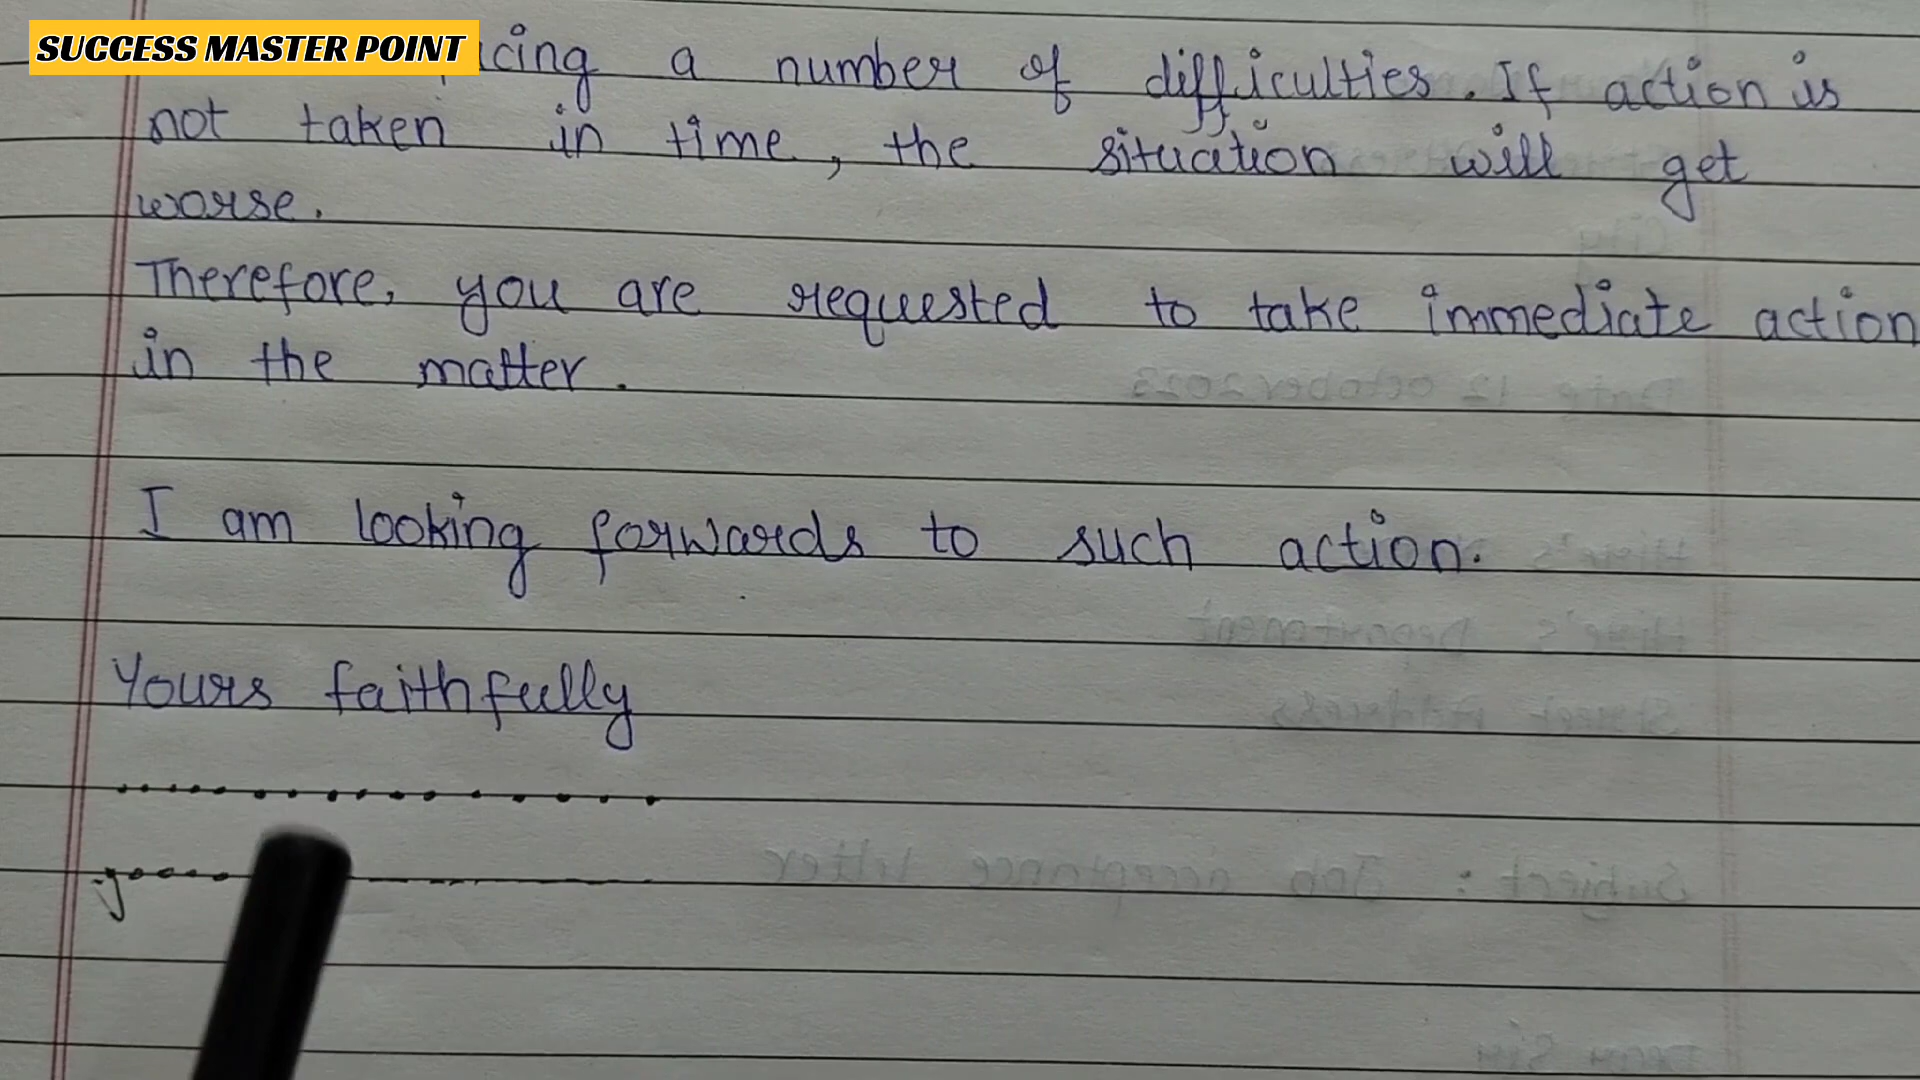 SUCCESS MASTER POINT
a number of difficulties. If action is
not taken in time, the situation will get
worse.
Therefore, you are requested to take immediate action
in the matter.
I am looking forwards to such action.
Yours faithfully